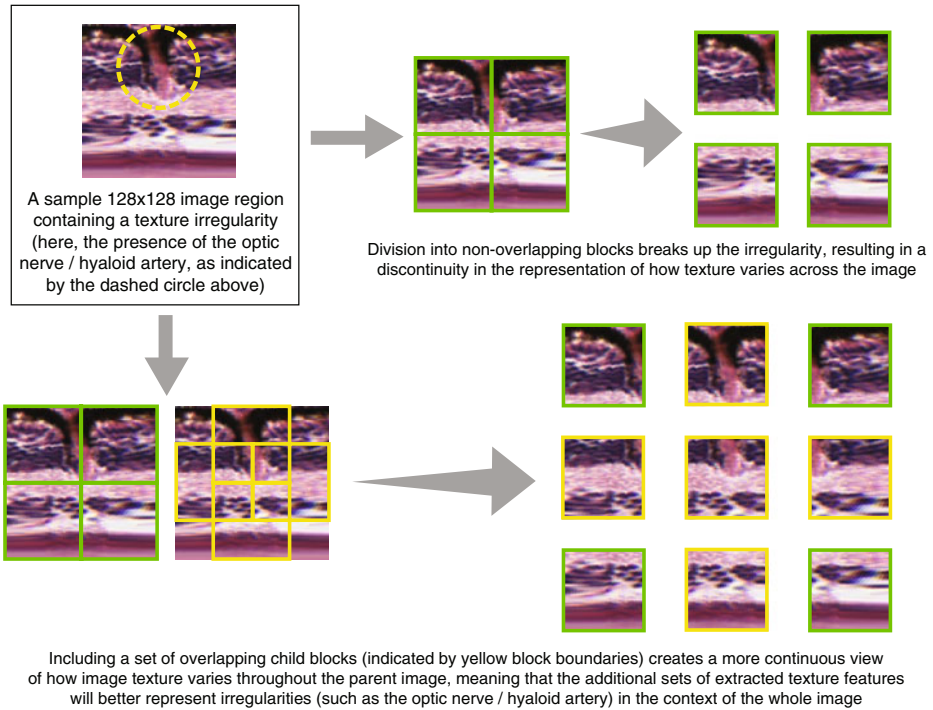 A sample 128x128 image region
containing a texture irregularity
(here, the presence of the optic
nerve / hyaloid artery, as indicated
by the dashed circle above)
Division into non-overlapping blocks breaks up the irregularity, resulting in a
discontinuity in the representation of how texture varies across the image
Including a set of overlapping child blocks (indicated by yellow block boundaries) creates a more continuous view
of how image texture varies throughout the parent image, meaning that the additional sets of extracted texture features
will better represent irregularities (such as the optic nerve / hyaloid artery) in the context of the whole image